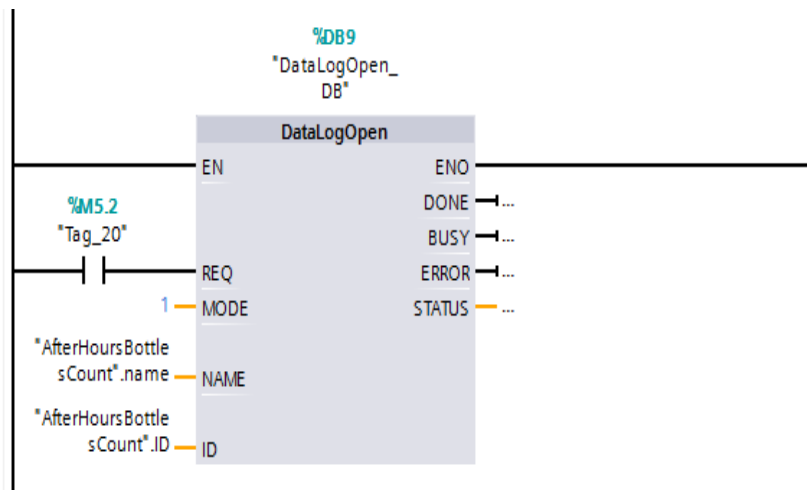 %DB9
"DataLogOpen_
DB"
DataLogOpen
EN
ENO
%M5.2
DONE
...
"Tag_20"
BUSY
...
REQ
ERROR
...
1
MODE
STATUS
...
"AfterHoursBottle
sCount".name
NAME
"AfterHoursBottle
sCount".ID
ID